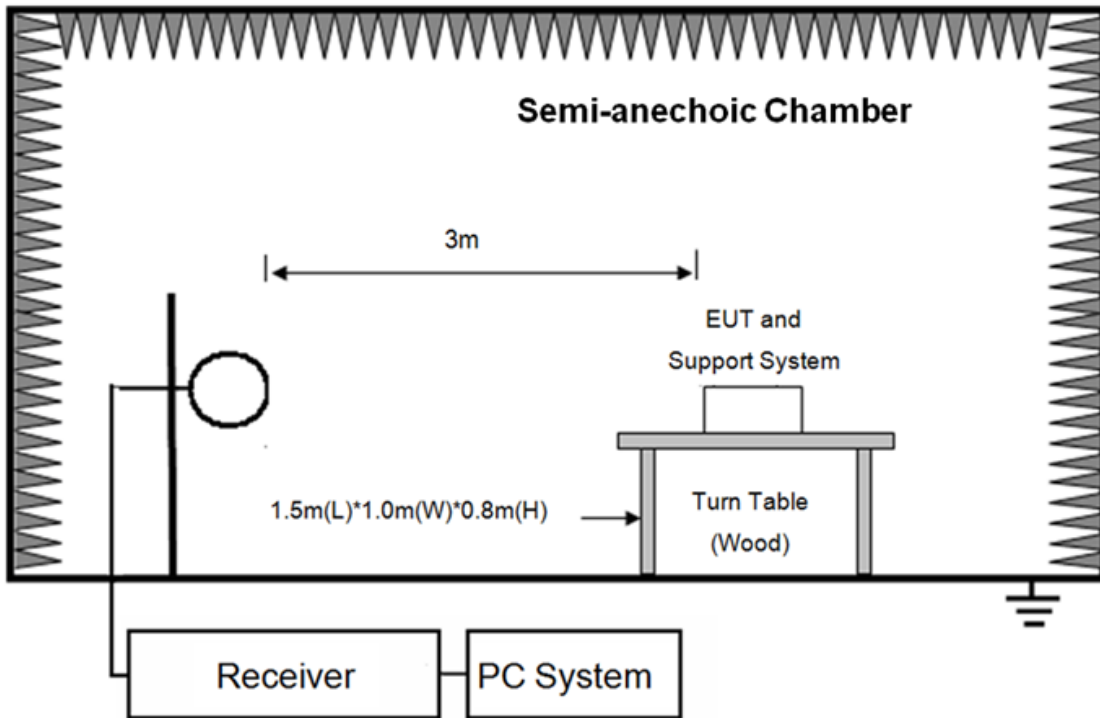 Semi-anechoic Chamber
3m
EUT and
Support System
1.5m(L)*1.0m(W)*0.8m(H)
Turn Table
(Wood)
Receiver
PC System